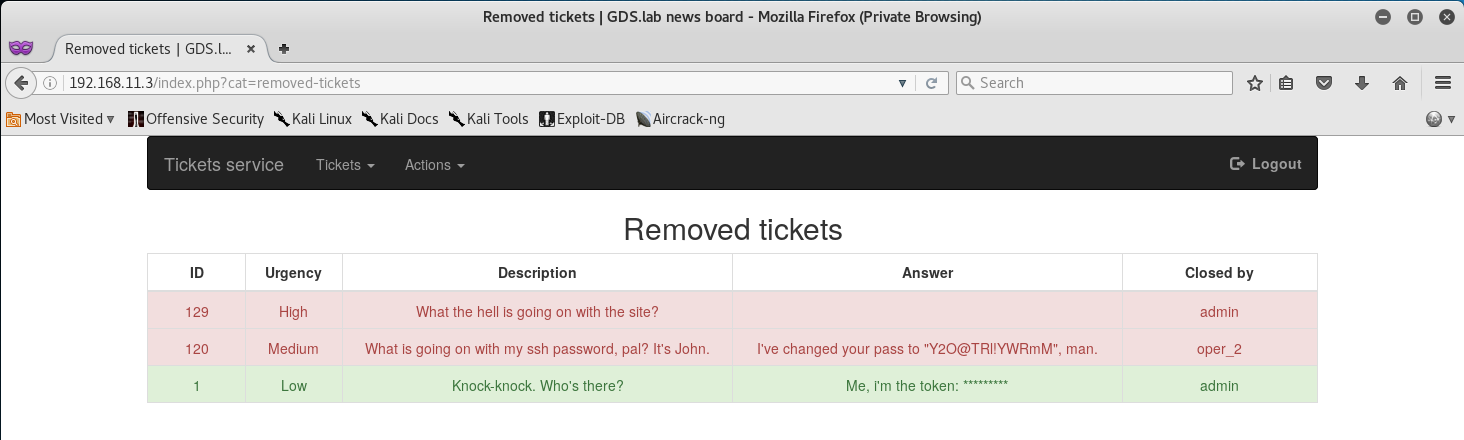 Removed tickets | GDS.lab news board - Mozilla Firefox (Private Browsing)
Removed tickets | GDS.l...
192.168.11.3/index.php?cat=removed-tickets
Search
Most Visited Offensive Security Kali Linux Kali Docs Kali Tools Exploit-DB Aircrack-ng
Tickets service Tickets Actions Logout
Removed tickets
ID Urgency Description Answer Closed by
129 High What the hell is going on with the site? admin
120 Medium What is going on with my ssh password, pal? It's John. I've changed your pass to "Y2O@TRl!YWRmM", man. oper_2
1 Low Knock-knock. Who's there? Me, i'm the token: ********* admin